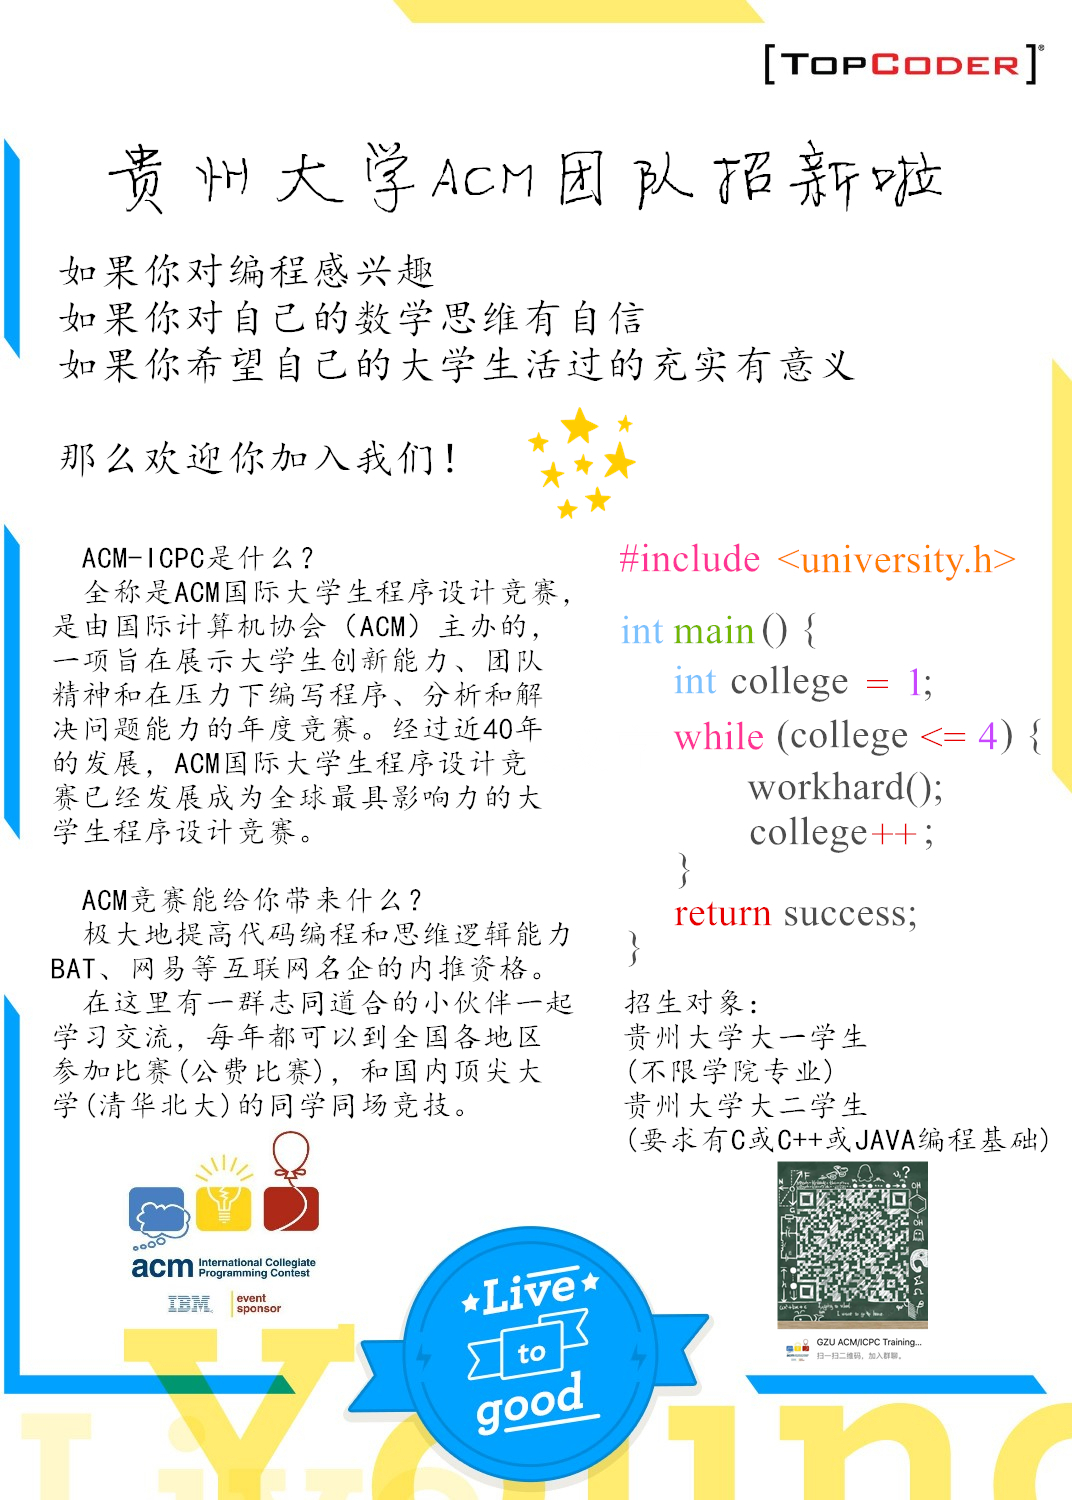 [TOPCODER]®
贵州大学ACM团队招新啦
如果你对编程感兴趣
如果你对自己的数学思维有自信
如果你希望自己的大学生活过的充实有意义
那么欢迎你加入我们！
ACM-ICPC是什么？
全称是ACM国际大学生程序设计竞赛，
是由国际计算机协会（ACM）主办的，
一项旨在展示大学生创新能力、团队
精神和在压力下编写程序、分析和解
决问题能力的年度竞赛。经过近40年
的发展，ACM国际大学生程序设计竞
赛已经发展成为全球最具影响力的大
学生程序设计竞赛。
ACM竞赛能给你带来什么？
极大地提高代码编程和思维逻辑能力
BAT、网易等互联网名企的内推资格。
在这里有一群志同道合的小伙伴一起
学习交流，每年都可以到全国各地区
参加比赛(公费比赛)，和国内顶尖大
学(清华北大)的同学同场竞技。
#include <university.h>
int main() {
int college = 1;
while (college <= 4) {
workhard();
college++;
}
return success;
}
招生对象：
贵州大学大一学生
(不限学院专业)
贵州大学大二学生
(要求有C或C++或JAVA编程基础)
acm International Collegiate
Programming Contest
IBM. event
sponsor
Live
to
good
GZU ACM/ICPC Training...
扫一扫二维码，加入群聊。
Young
Live